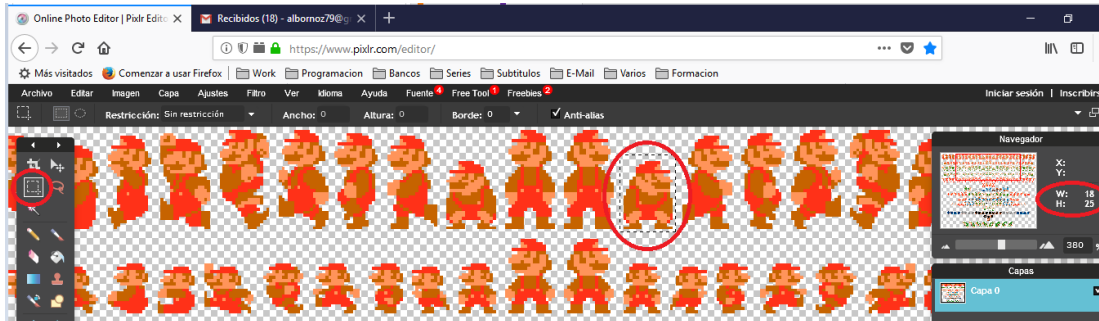 Online Photo Editor | Pixlr Edito
Recibidos (18) - albornoz79@g
https://www.pixlr.com/editor/
Más visitados Comenzar a usar Firefox Work Programacion Bancos Series Subtitulos E-Mail Varios Formacion
Archivo Editar Imagen Capa Ajustes Filtro Ver Idioma Ayuda Fuente 4 Free Tool 1 Freebies 2 Iniciar sesión | Inscribirs
Restricción: Sin restricción Ancho: 0 Altura: 0 Borde: 0 Anti-alias
Navegador
X:
Y:
W: 18
H: 25
380
Capas
Capa 0